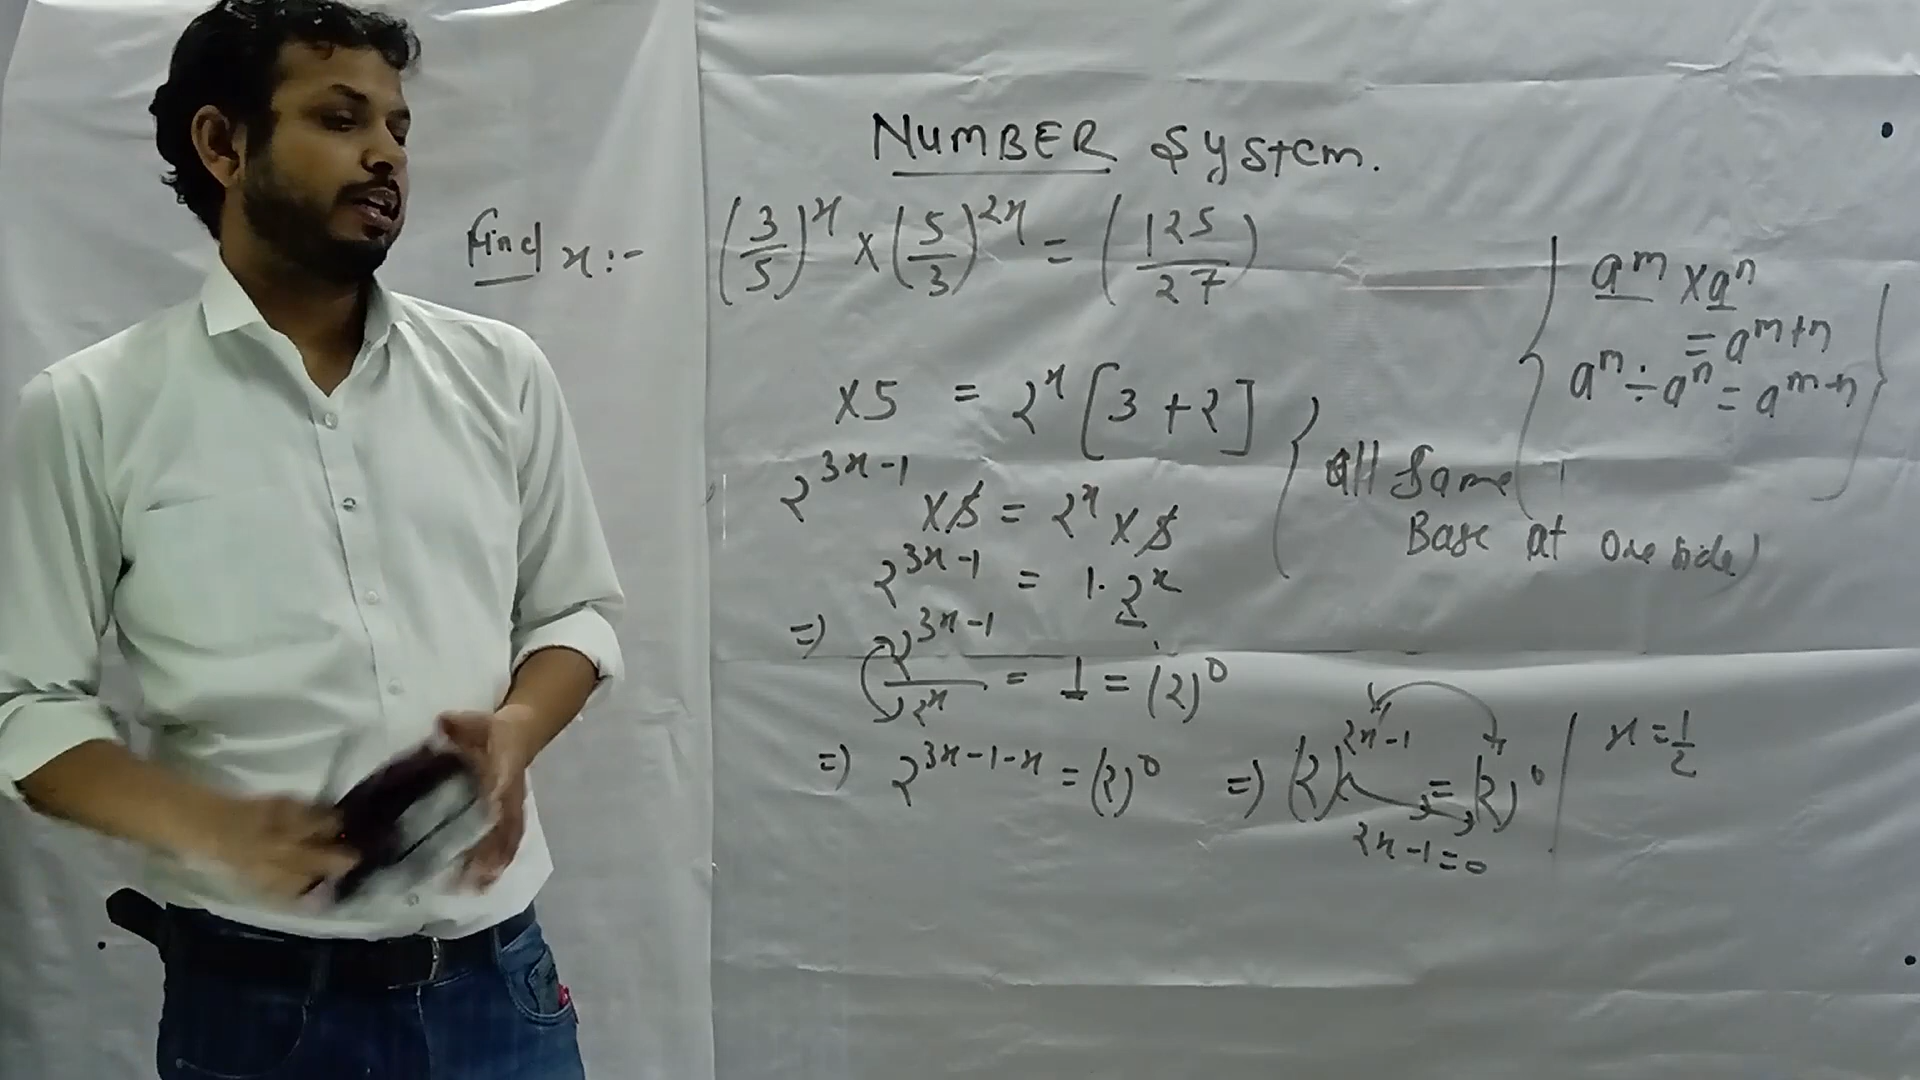 NUMBER System.
Find x:- (3/5)^x × (5/3)^2x = (125/27)
a^m × a^n
= a^m+n
a^m ÷ a^n = a^m-n
×5 = 2^x [3 + 2]
2^3x-1 ×5 = 2^x ×5
All Same
Base at one side)
2^3x-1 = 1. 2^x
=) 2^3x-1/2^x = 1 = (2)^0
=) 2^3x-1-x = (2)^0 =) (2)^2x-1 = (2)^0
x = 1/2
2x-1=0